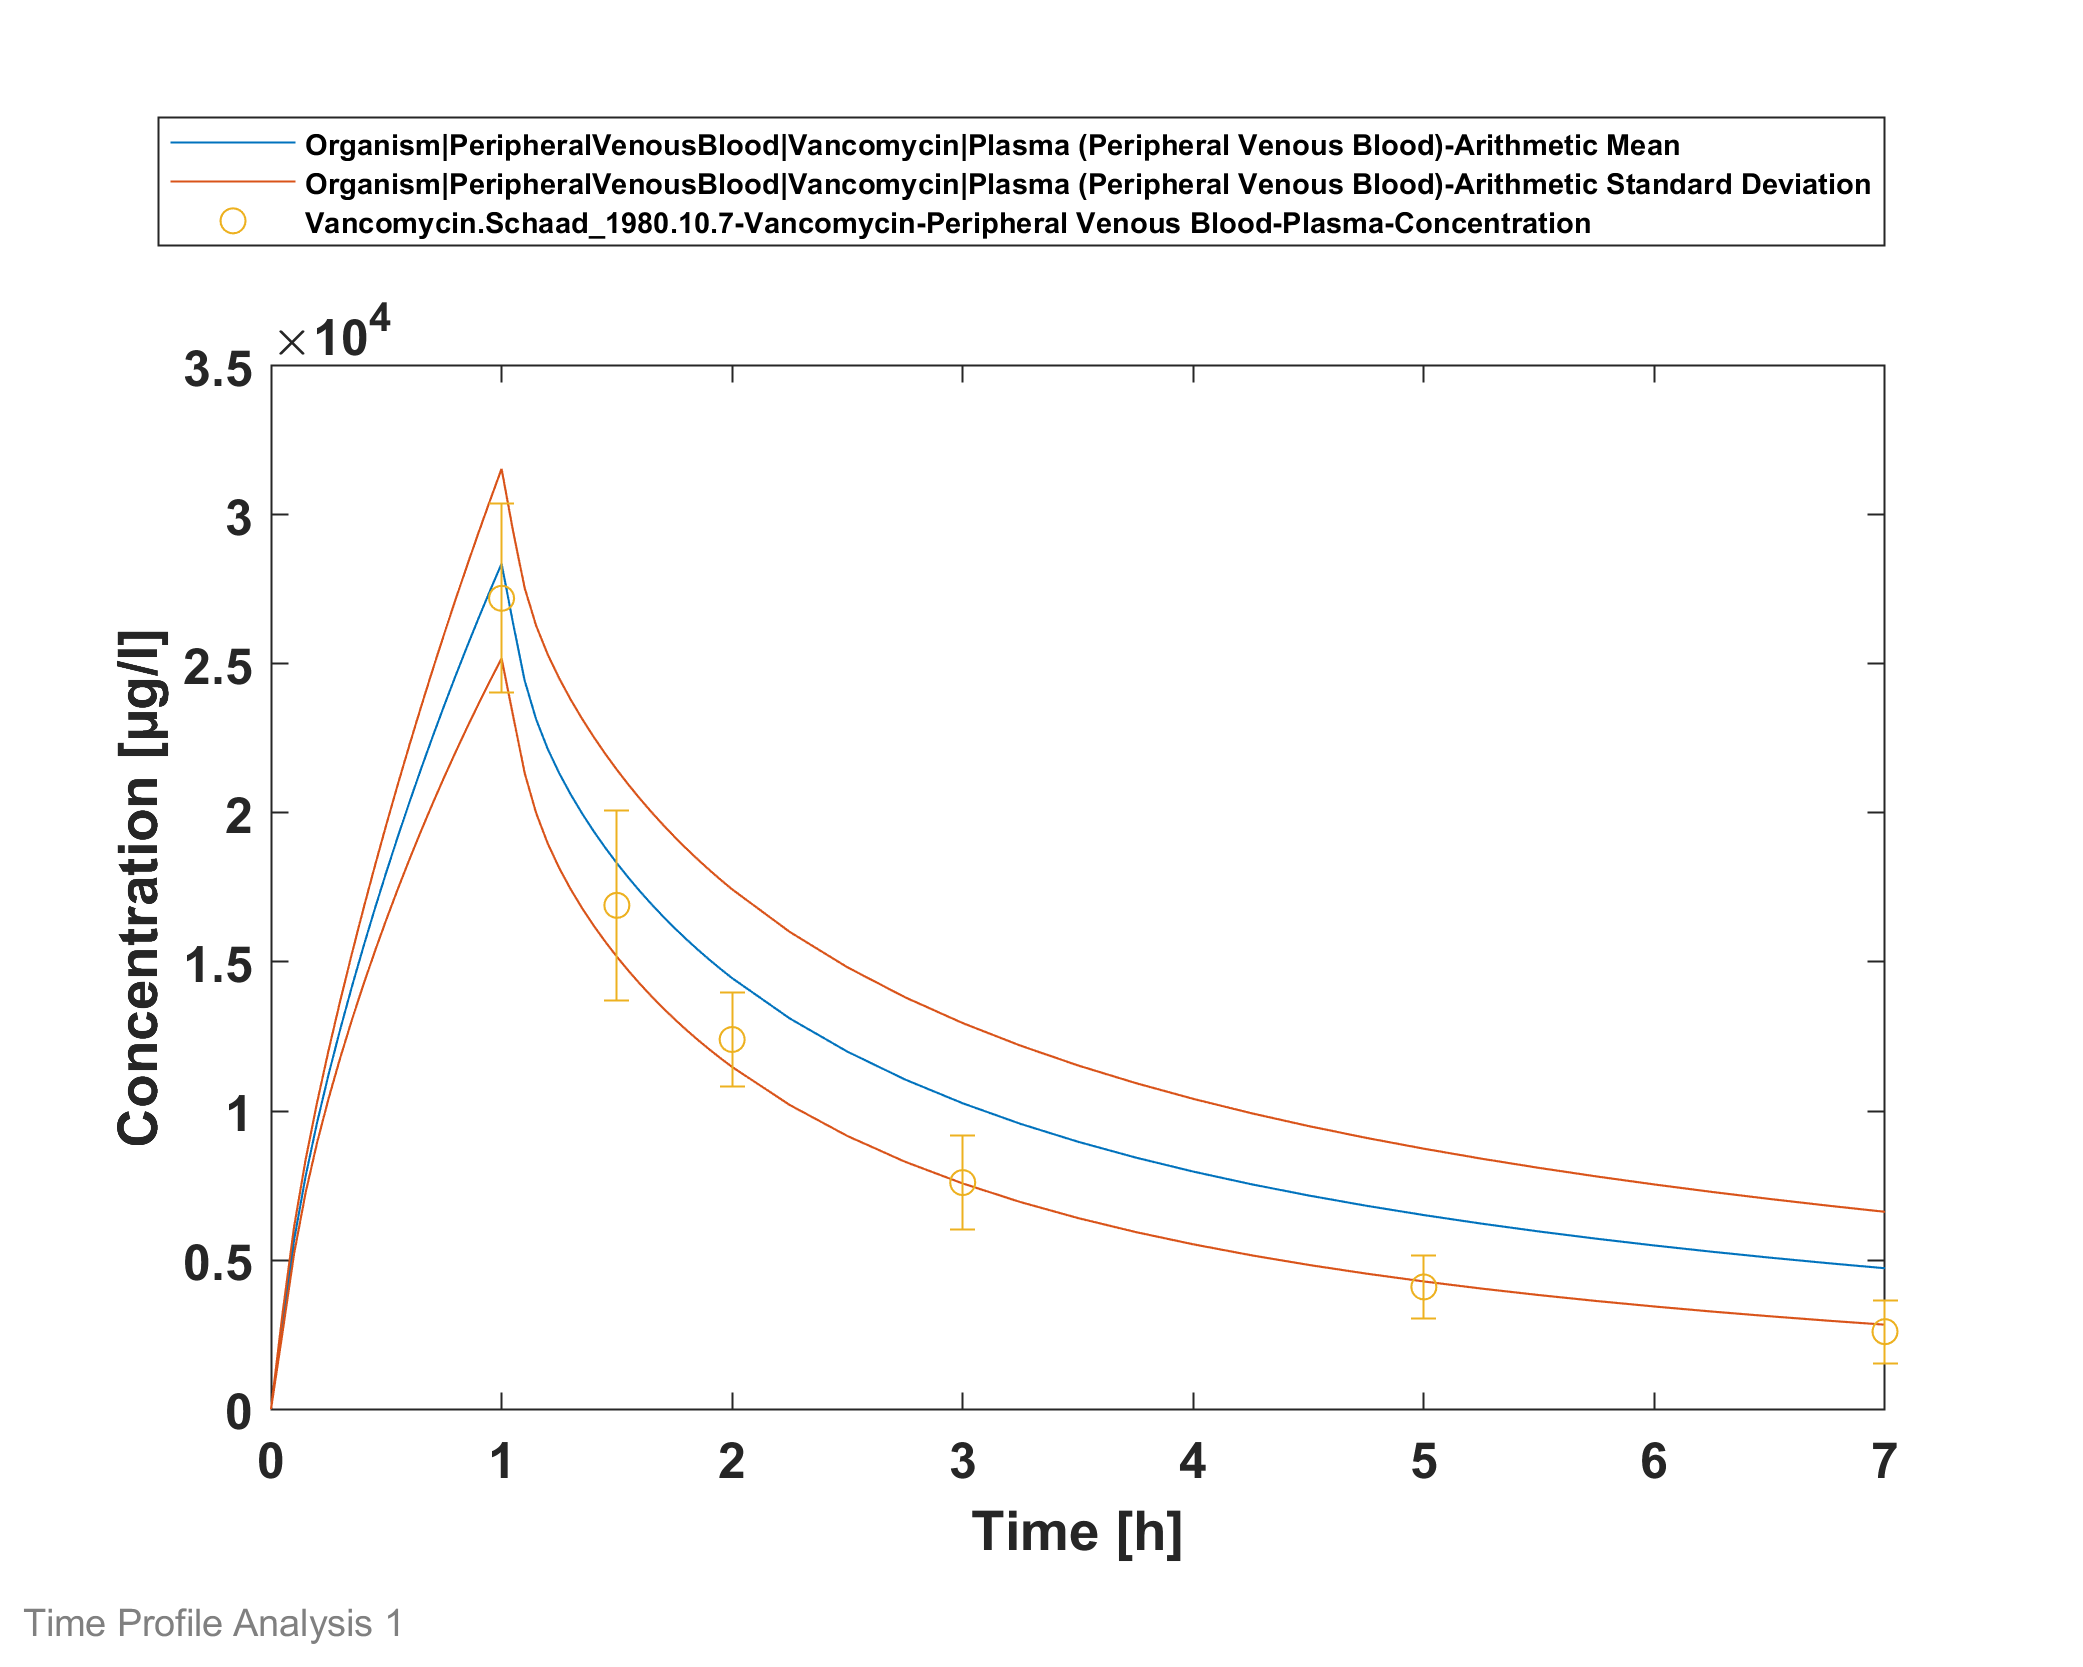 Organism|PeripheralVenousBlood|Vancomycin|Plasma (Peripheral Venous Blood)-Arithmetic Mean
Organism|PeripheralVenousBlood|Vancomycin|Plasma (Peripheral Venous Blood)-Arithmetic Standard Deviation
Vancomycin.Schaad_1980.10.7-Vancomycin-Peripheral Venous Blood-Plasma-Concentration
×10⁴
3.5
3
2.5
2
1.5
1
0.5
0
Concentration [µg/l]
0 1 2 3 4 5 6 7
Time [h]
Time Profile Analysis 1